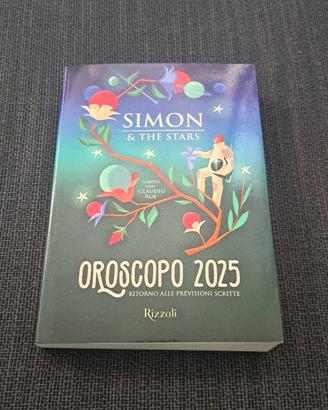 SIMON
& THE STARS
CLAUDIO
ROE
OROSCOPO 2025
RITORNO ALLE PREVISIONI SCRITTE
Rizzoli